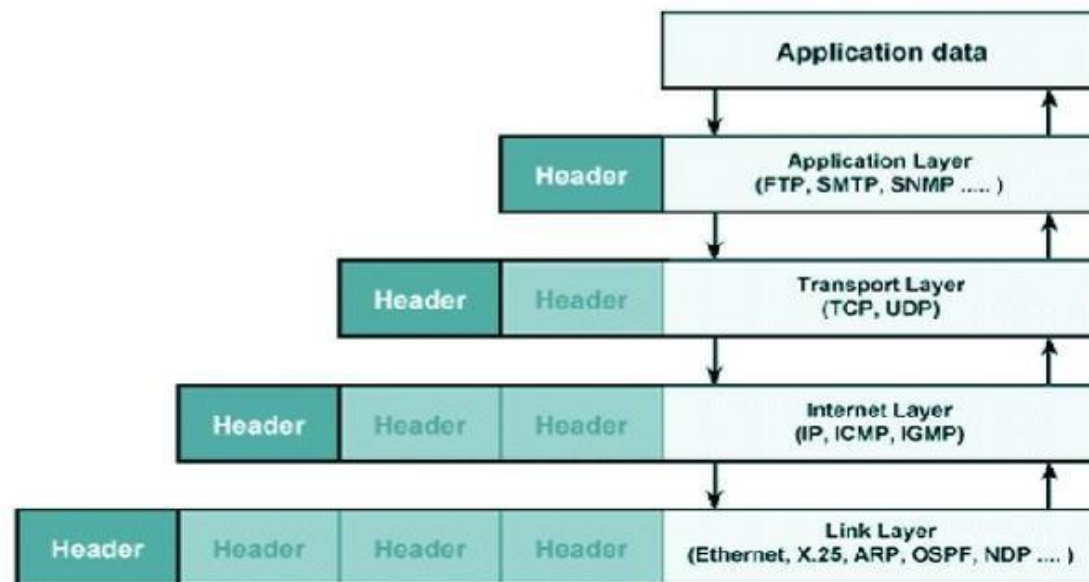 Application data
Header
Application Layer
(FTP, SMTP, SNMP ..... )
Header Header
Transport Layer
(TCP, UDP)
Header Header Header
Internet Layer
(IP, ICMP, IGMP)
Header Header Header Header
Link Layer
(Ethernet, X.25, ARP, OSPF, NDP .... )